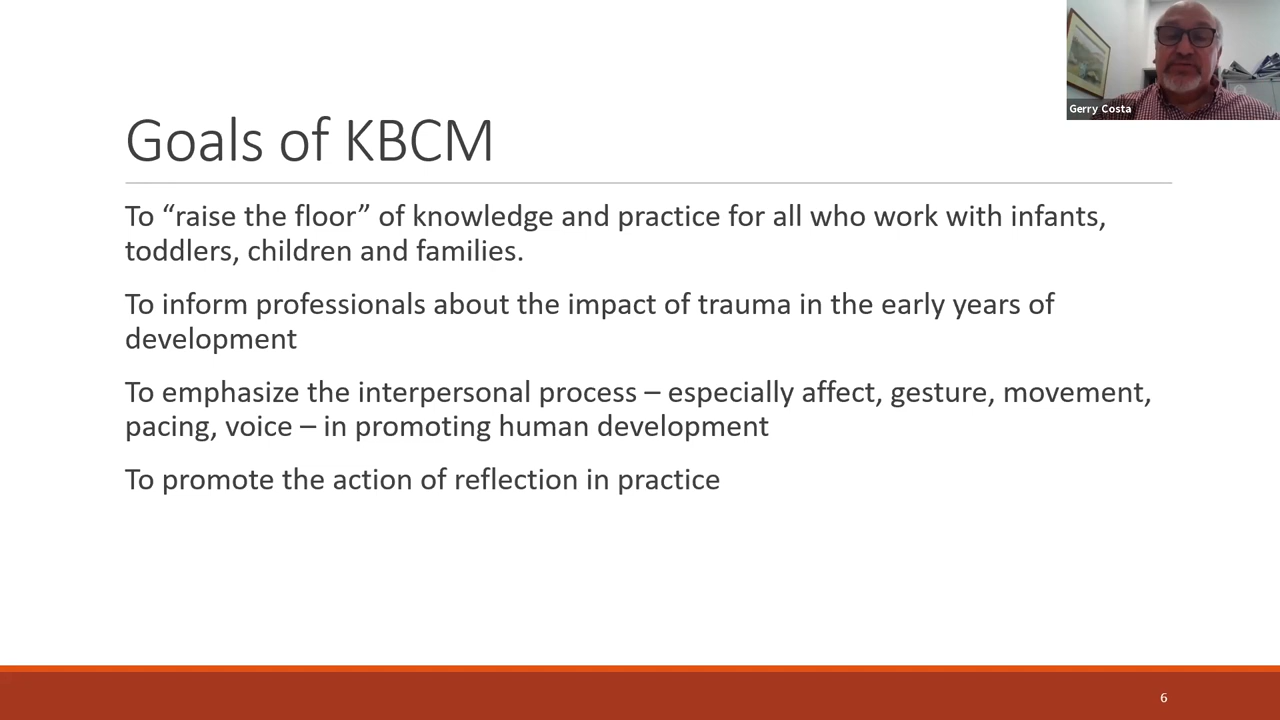 Gerry Costa
Goals of KBCM
To “raise the floor” of knowledge and practice for all who work with infants,
toddlers, children and families.
To inform professionals about the impact of trauma in the early years of
development
To emphasize the interpersonal process – especially affect, gesture, movement,
pacing, voice – in promoting human development
To promote the action of reflection in practice
6